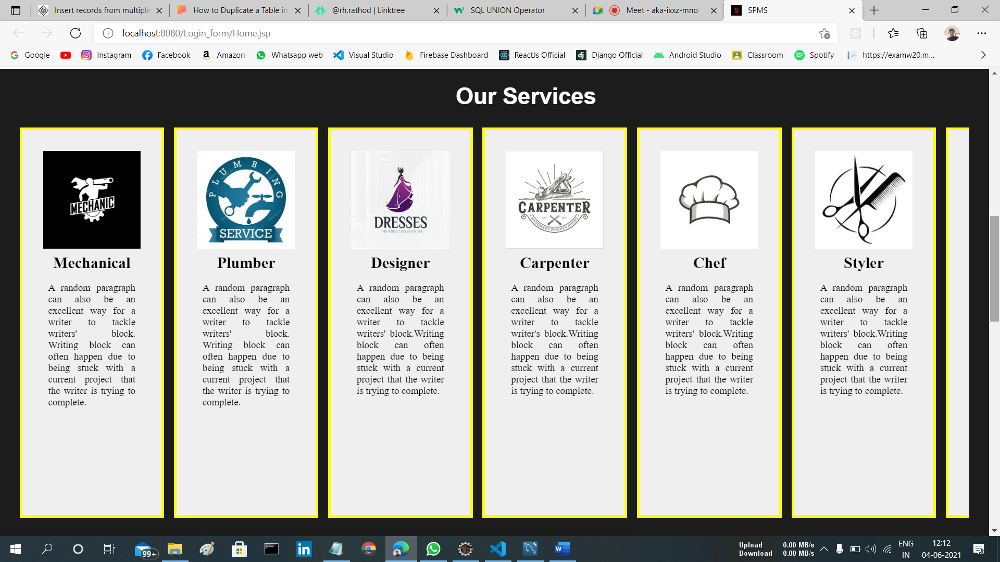 Insert records from multiple
How to Duplicate a Table in
@rh.rathod | Linktree
SQL UNION Operator
Meet - aka-ixxz-mno
S
SPMS
localhost:8080/Login_form/Home.jsp
Google
Instagram
Facebook
Amazon
Whatsapp web
Visual Studio
Firebase Dashboard
ReactJs Official
dj
Django Official
Android Studio
Classroom
Spotify
https://examw20.m...
Our Services
MECHANIC
Mechanical
A random paragraph
can also be an
excellent way for a
writer to tackle
writers' block.
Writing block can
often happen due to
being stuck with a
current project that
the writer is trying to
complete.
PLUMBING
SERVICE
Plumber
A random paragraph
can also be an
excellent way for a
writer to tackle
writers' block.
Writing block can
often happen due to
being stuck with a
current project that
the writer is trying to
complete.
DRESSES
THE PERFECT DRESS FOR YOU
Designer
A random paragraph
can also be an
excellent way for a
writer to tackle
writers' block.Writing
block can often
happen due to being
stuck with a current
project that the writer
is trying to complete.
CARPENTER
HANDMADE WOODEN GOODS
Carpenter
A random paragraph
can also be an
excellent way for a
writer to tackle
writer's block.Writing
block can often
happen due to being
stuck with a current
project that the writer
is trying to complete.
Chef
A random paragraph
can also be an
excellent way for a
writer to tackle
writers' block.Writing
block can often
happen due to being
stuck with a current
project that the writer
is trying to complete.
Styler
A random paragraph
can also be an
excellent way for a
writer to tackle
writers' block.Writing
block can often
happen due to being
stuck with a current
project that the writer
is trying to complete.
99+
Dev
Upload 0.00 MB/s
Download 0.00 MB/s
ENG
IN
12:12
04-06-2021